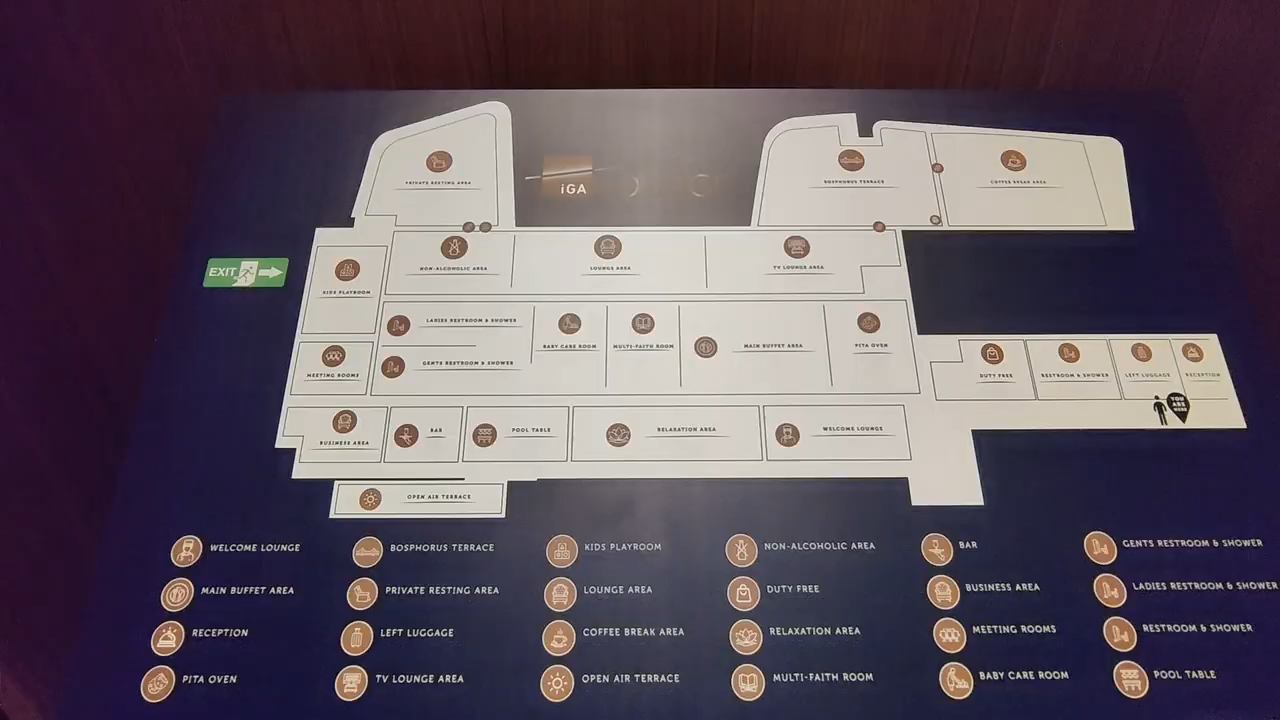 PRIVATE RESTING AREA
iGA
BOSPHORUS TERRACE
COFFEE BREAK AREA
EXIT
KIDS PLAYROOM
NON-ALCOHOLIC AREA
LOUNGE AREA
TV LOUNGE AREA
LADIES RESTROOM & SHOWER
GENTS RESTROOM & SHOWER
BABY CARE ROOM
MULTI-FAITH ROOM
MAIN BUFFET AREA
PITA OVEN
MEETING ROOMS
DUTY FREE
RESTROOM & SHOWER
LEFT LUGGAGE
RECEPTION
YOU
ARE
HERE
BUSINESS AREA
BAR
POOL TABLE
RELAXATION AREA
WELCOME LOUNGE
OPEN AIR TERRACE
WELCOME LOUNGE
BOSPHORUS TERRACE
KIDS PLAYROOM
NON-ALCOHOLIC AREA
BAR
GENTS RESTROOM & SHOWER
MAIN BUFFET AREA
PRIVATE RESTING AREA
LOUNGE AREA
DUTY FREE
BUSINESS AREA
LADIES RESTROOM & SHOWER
RECEPTION
LEFT LUGGAGE
COFFEE BREAK AREA
RELAXATION AREA
MEETING ROOMS
RESTROOM & SHOWER
PITA OVEN
TV LOUNGE AREA
OPEN AIR TERRACE
MULTI-FAITH ROOM
BABY CARE ROOM
POOL TABLE